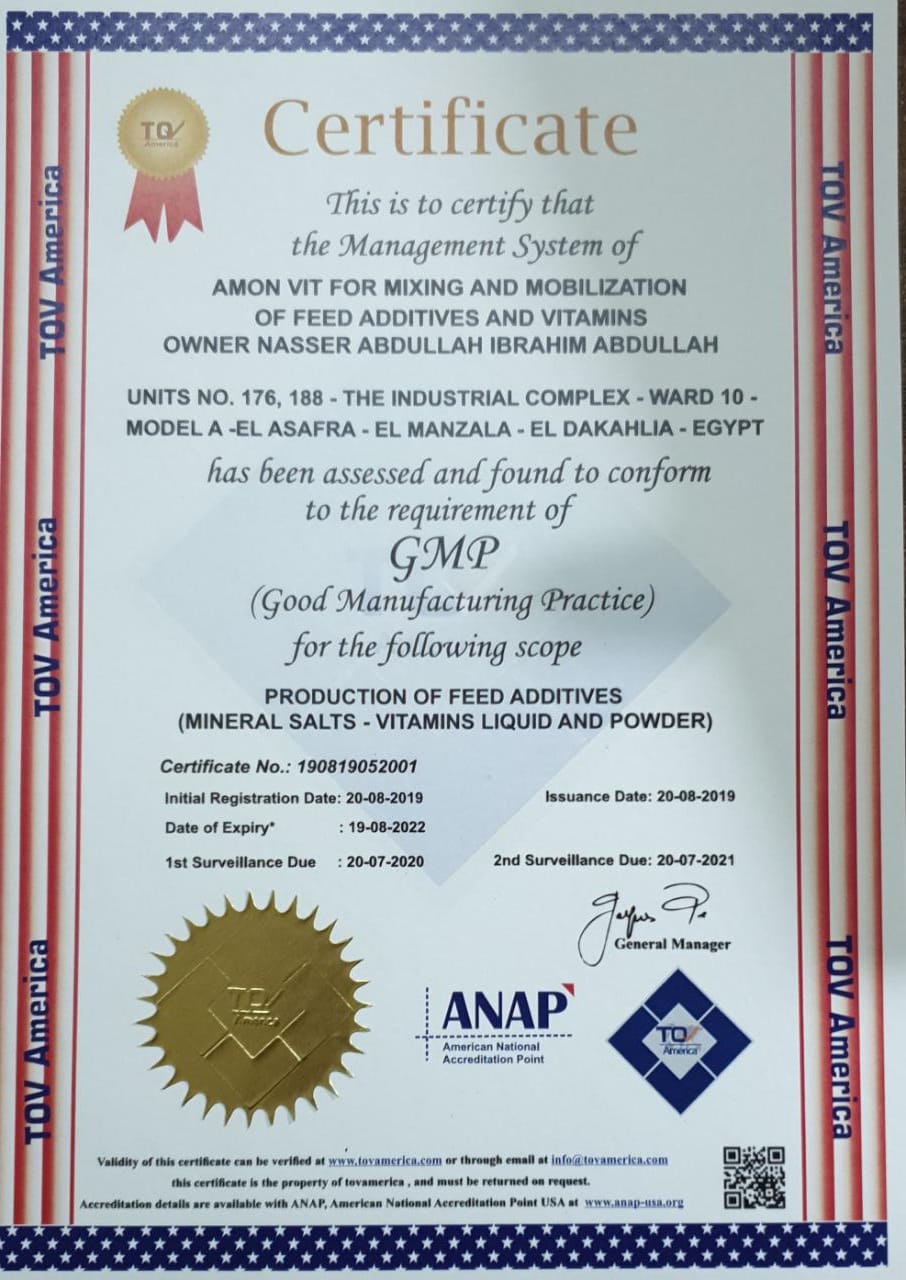 TOV
America
Certificate
This is to certify that
the Management System of
AMON VIT FOR MIXING AND MOBILIZATION
OF FEED ADDITIVES AND VITAMINS
OWNER NASSER ABDULLAH IBRAHIM ABDULLAH
UNITS NO. 176, 188 - THE INDUSTRIAL COMPLEX - WARD 10 -
MODEL A -EL ASAFRA - EL MANZALA - EL DAKAHLIA - EGYPT
has been assessed and found to conform
to the requirement of
GMP
(Good Manufacturing Practice)
for the following scope
PRODUCTION OF FEED ADDITIVES
(MINERAL SALTS - VITAMINS LIQUID AND POWDER)
Certificate No.: 190819052001
Initial Registration Date: 20-08-2019 Issuance Date: 20-08-2019
Date of Expiry* : 19-08-2022
1st Surveillance Due : 20-07-2020 2nd Surveillance Due: 20-07-2021
General Manager
TOV
America
ANAP
American National
Accreditation Point
TOV
America
Validity of this certificate can be verified at www.tovamerica.com or through email at info@tovamerica.com
this certificate is the property of tovamerica , and must be returned on request.
Accreditation details are available with ANAP, American National Accreditation Point USA at www.anap-usa.org
TOV America
TOV America
TOV America
TOV America
TOV America
TOV America